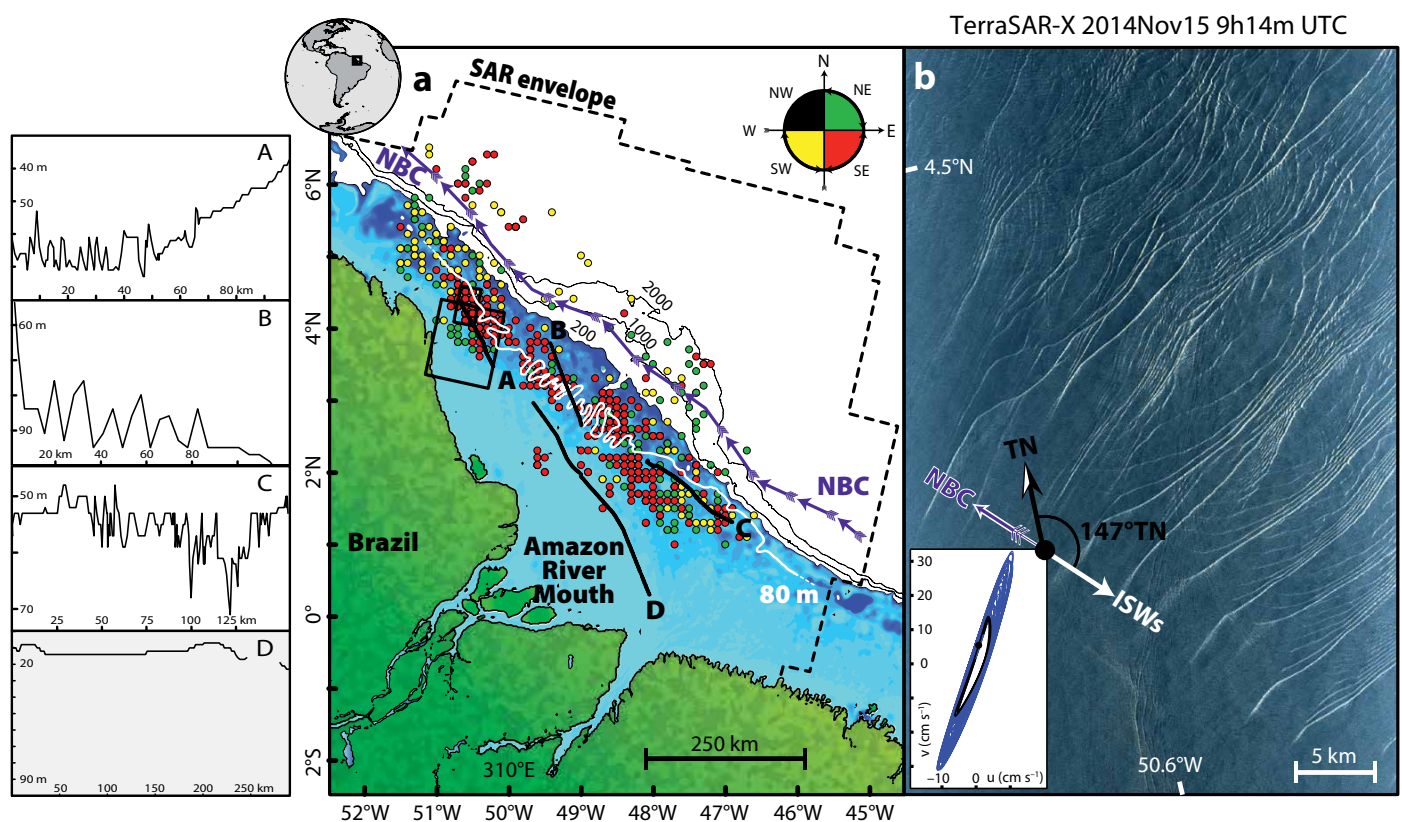 TerraSAR-X 2014Nov15 9h14m UTC
A
40 m
50
20
40
60
80 km
B
60 m
90
20 km
40
60
80
C
50 m
70
25
50
75
100
125 km
D
20
90 m
50
100
150
200
250 km
a
SAR envelope
N
NW
NE
W
E
SW
SE
S
NBC
6°N
4°N
2°N
0°
2°S
2000
1000
200
B
A
C
D
NBC
Brazil
Amazon
River
Mouth
80 m
250 km
310°E
52°W
51°W
50°W
49°W
48°W
47°W
46°W
45°W
b
4.5°N
TN
NBC
147°TN
ISWs
30
20
10
0
v (cm s⁻¹)
−10
0
u (cm s⁻¹)
50.6°W
5 km